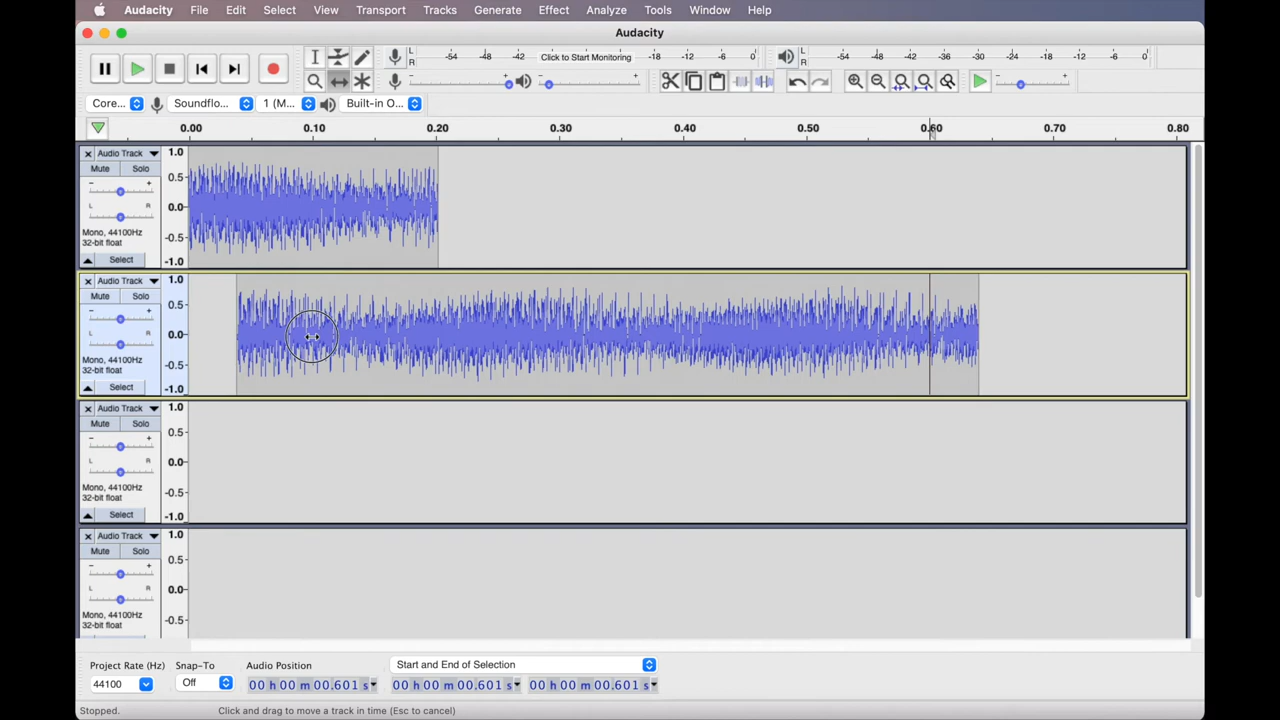 Audacity File Edit Select View Transport Tracks Generate Effect Analyze Tools Window Help
Audacity
L R -54 -48 -42 Click to Start Monitoring -18 -12 -6 0 L R -54 -48 -42 -36 -30 -24 -18 -12 -6 0
Core... Soundflo... 1 (M... Built-in O...
0.00 0.10 0.20 0.30 0.40 0.50 0.60 0.70 0.80
× Audio Track 1.0
Mute Solo
- + 0.5
L R 0.0
Mono, 44100Hz -0.5
32-bit float
Select -1.0
× Audio Track 1.0
Mute Solo
- + 0.5
L R 0.0
Mono, 44100Hz -0.5
32-bit float
Select -1.0
× Audio Track 1.0
Mute Solo
- + 0.5
L R 0.0
Mono, 44100Hz -0.5
32-bit float
Select -1.0
× Audio Track 1.0
Mute Solo
- + 0.5
L R 0.0
Mono, 44100Hz -0.5
32-bit float
Project Rate (Hz) Snap-To Audio Position Start and End of Selection
44100 Off 00 h 00 m 00.601 s 00 h 00 m 00.601 s 00 h 00 m 00.601 s
Stopped. Click and drag to move a track in time (Esc to cancel)